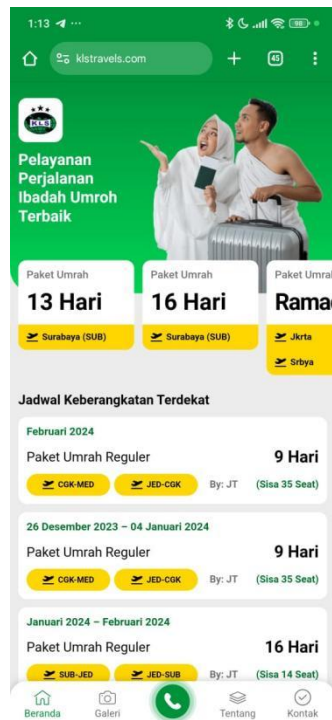 1:13
klstravels.com
45
KLS
Pelayanan
Perjalanan
Ibadah Umroh
Terbaik
Paket Umrah
13 Hari
Surabaya (SUB)
Paket Umrah
16 Hari
Surabaya (SUB)
Paket Umrah
Rama
Jkrta
Srbya
Jadwal Keberangkatan Terdekat
Februari 2024
Paket Umrah Reguler
9 Hari
CGK-MED
JED-CGK
By: JT
(Sisa 35 Seat)
26 Desember 2023 – 04 Januari 2024
Paket Umrah Reguler
9 Hari
CGK-MED
JED-CGK
By: JT
(Sisa 35 Seat)
Januari 2024 – Februari 2024
Paket Umrah Reguler
16 Hari
SUB-JED
JED-SUB
By: JT
(Sisa 14 Seat)
Beranda
Galeri
Tentang
Kontak